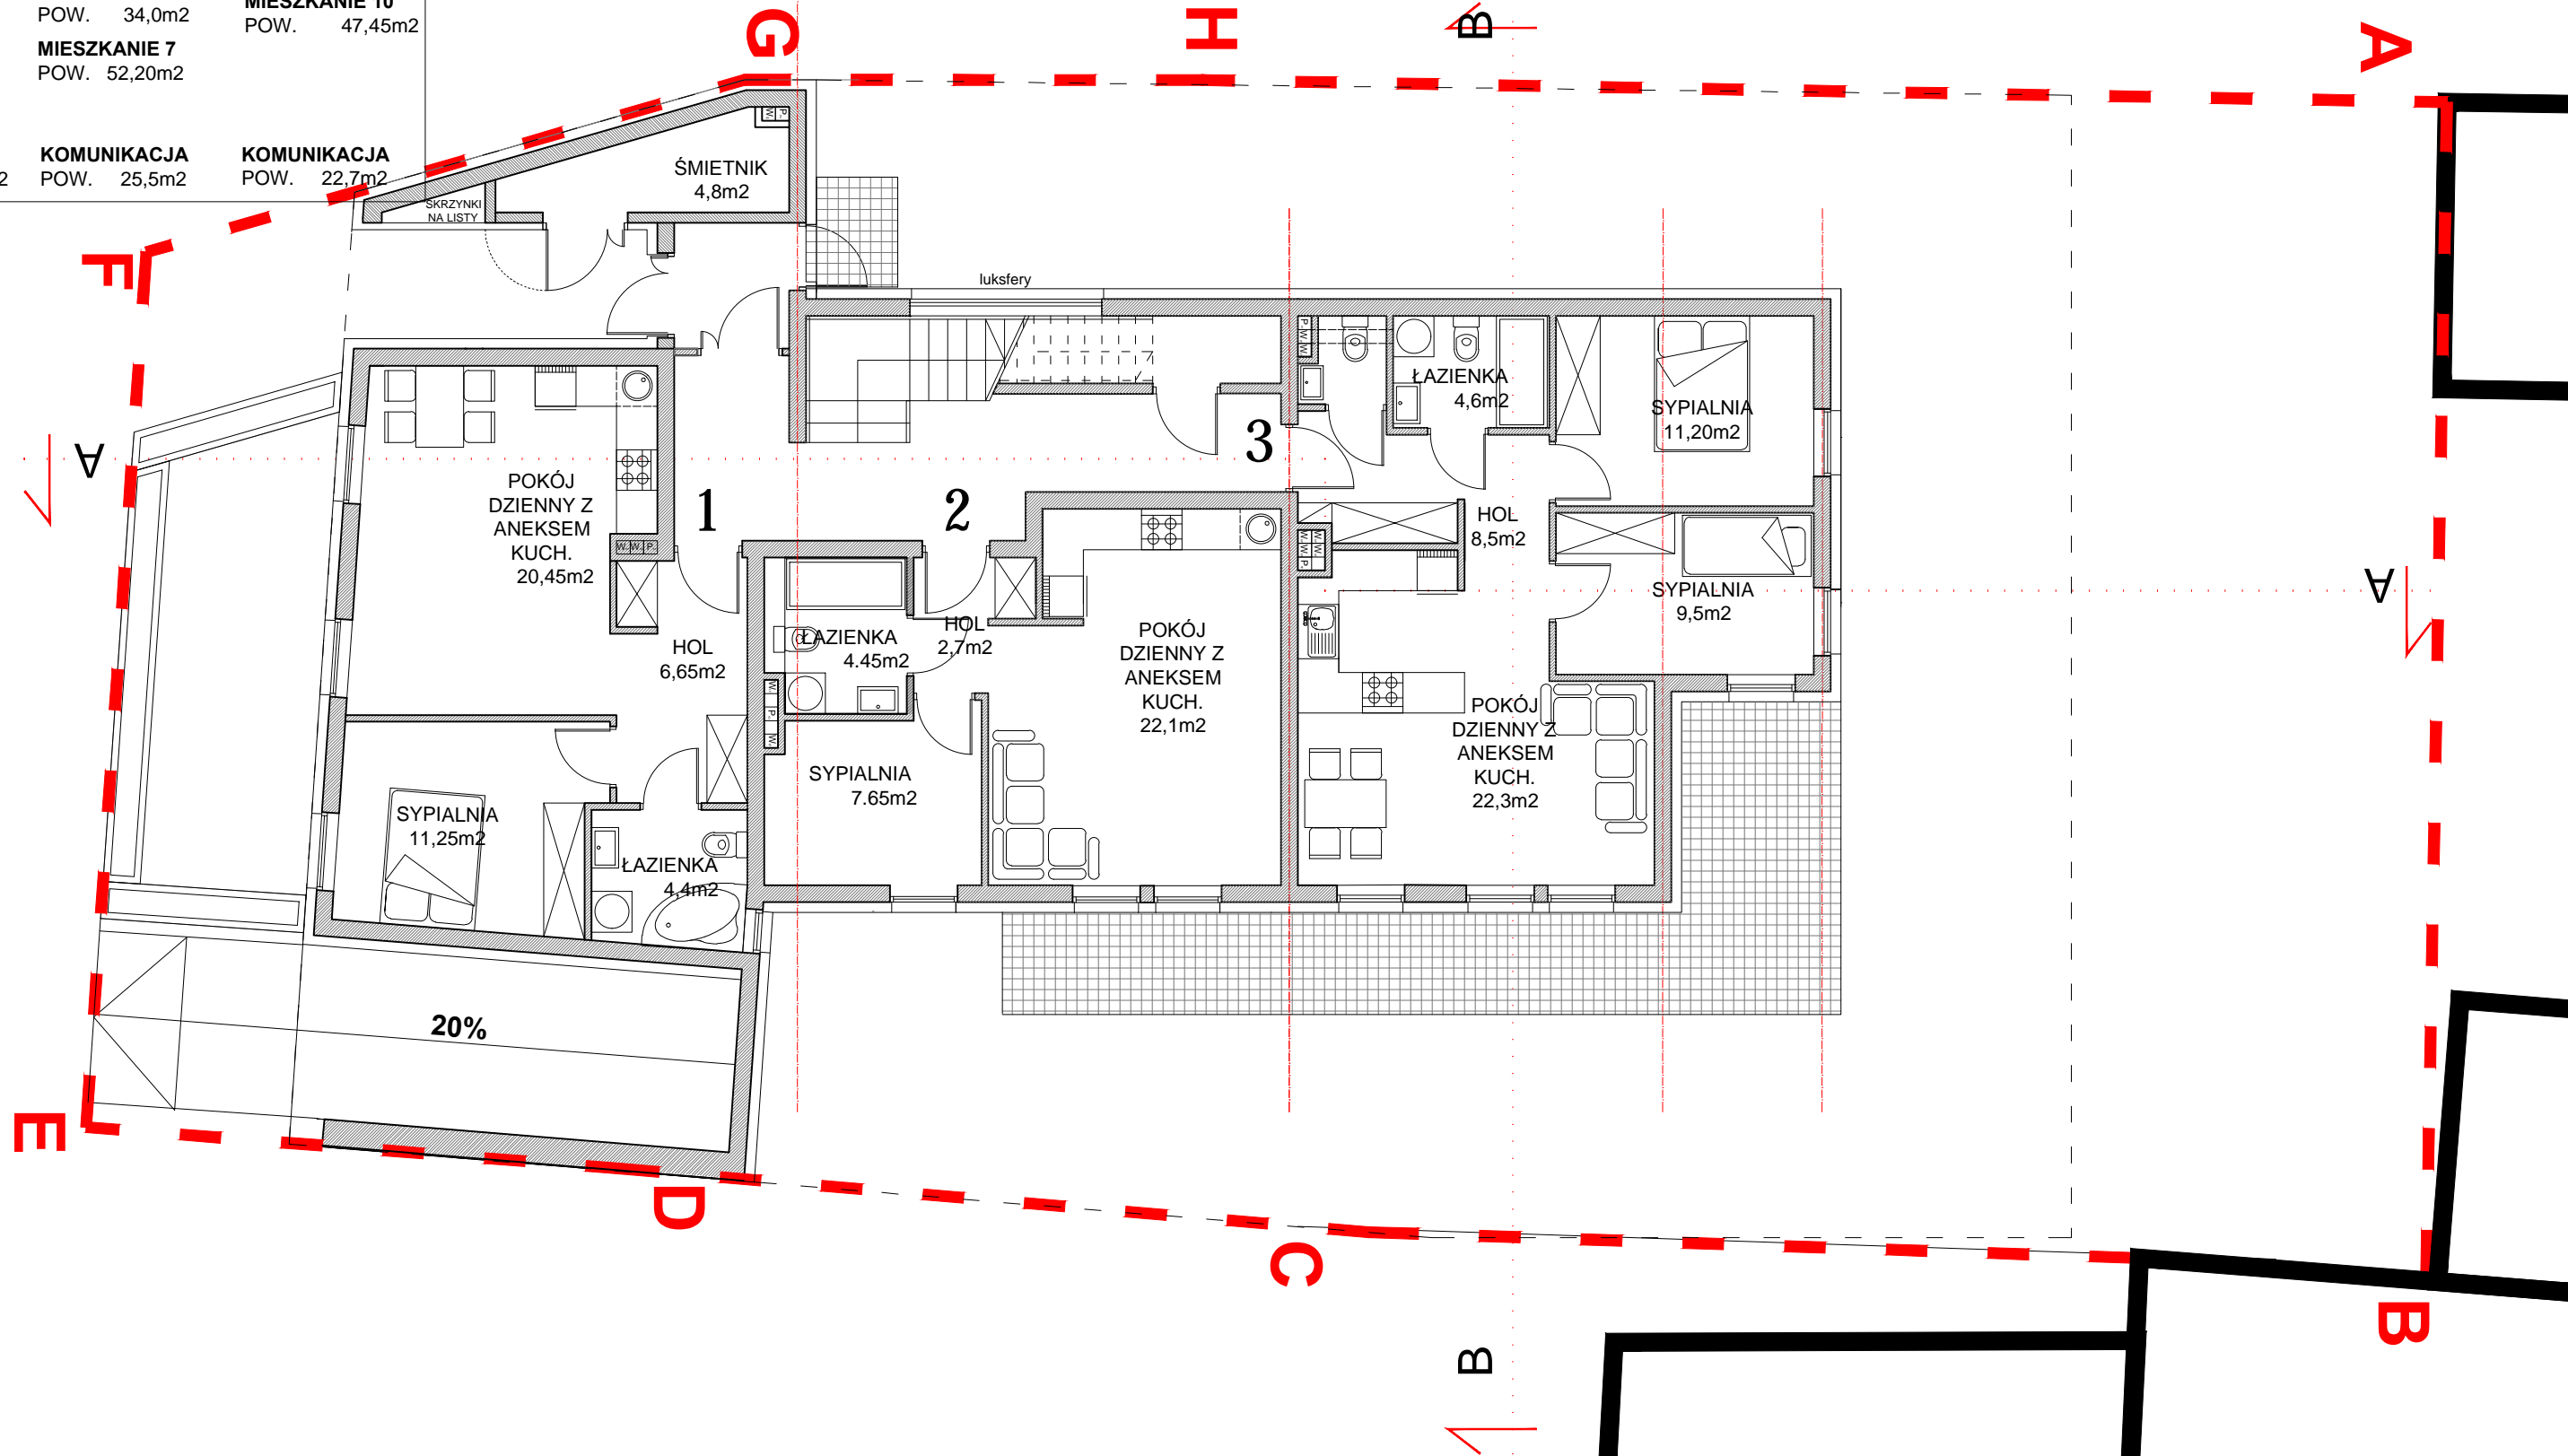 POW. 34,0m2
MIESZKANIE 10
POW. 47,45m2
MIESZKANIE 7
POW. 52,20m2
KOMUNIKACJA
POW. 25,5m2
KOMUNIKACJA
POW. 22,7m2
2
G
H
B
A
F
ŚMIETNIK
4,8m2
SKRZYNKI
NA LISTY
W. P.
luksfery
A
POKÓJ
DZIENNY Z
ANEKSEM
KUCH.
20,45m2
W. W. P.
1
2
3
P. W. W.
ŁAZIENKA
4,6m2
SYPIALNIA
11,20m2
HOL
8,5m2
W. W.
W. P.
SYPIALNIA
9,5m2
A
HOL
6,65m2
ŁAZIENKA
4.45m2
HOL
2,7m2
W. P. W.
POKÓJ
DZIENNY Z
ANEKSEM
KUCH.
22,1m2
POKÓJ
DZIENNY Z
ANEKSEM
KUCH.
22,3m2
SYPIALNIA
7.65m2
SYPIALNIA
11,25m2
ŁAZIENKA
4,4m2
20%
E
D
C
B
B